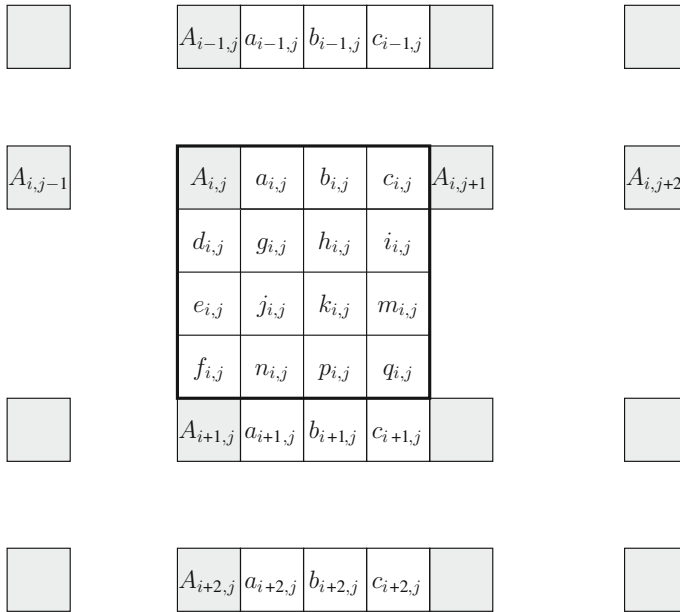 A_{i−1,j} a_{i−1,j} b_{i−1,j} c_{i−1,j}
A_{i,j−1} A_{i,j} a_{i,j} b_{i,j} c_{i,j} A_{i,j+1} A_{i,j+2}
d_{i,j} g_{i,j} h_{i,j} i_{i,j}
e_{i,j} j_{i,j} k_{i,j} m_{i,j}
f_{i,j} n_{i,j} p_{i,j} q_{i,j}
A_{i+1,j} a_{i+1,j} b_{i+1,j} c_{i+1,j}
A_{i+2,j} a_{i+2,j} b_{i+2,j} c_{i+2,j}